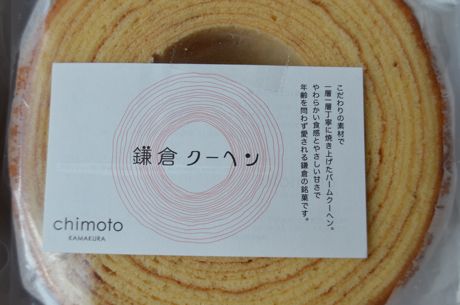 鎌倉クーヘン
こだわりの素材で
一層一層丁寧に焼き上げたバームクーヘン。
やわらかい食感とやさしい甘さで
年齢を問わず愛される鎌倉の銘菓です。
chimoto
KAMAKURA